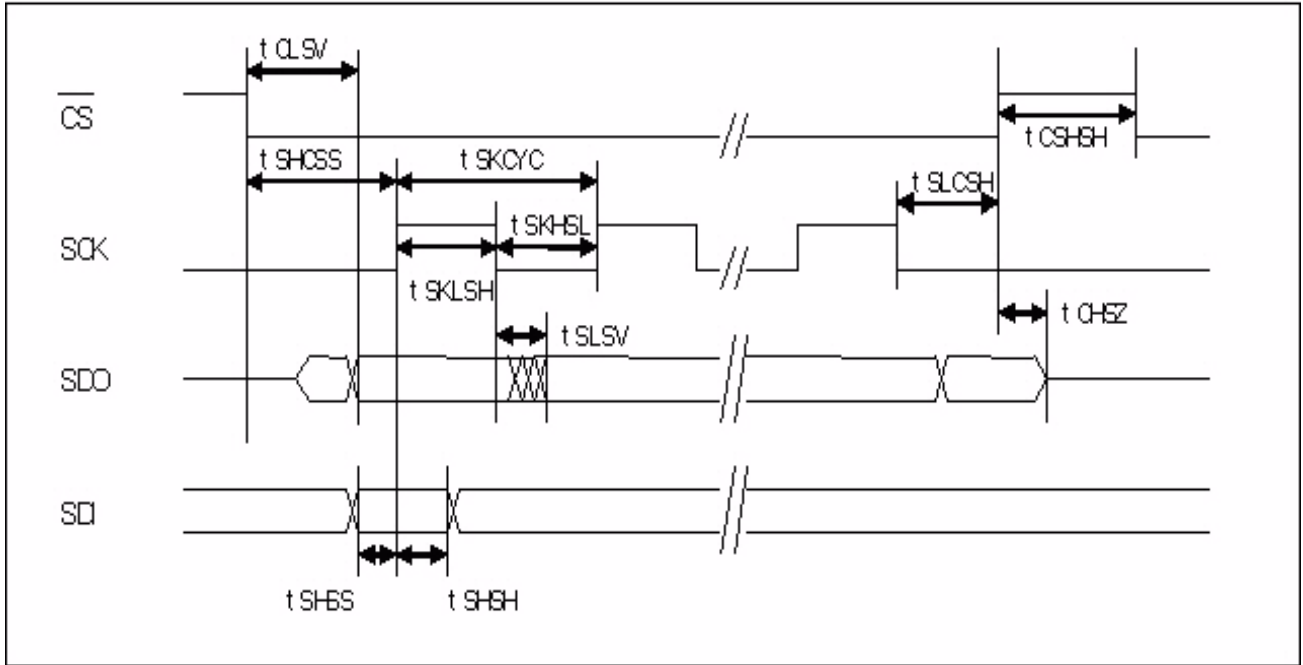 t CLSV
CS
t CSHSH
t SHCSS
t SKCYC
t SLCSH
t SKHSL
SCK
t SKLSH
t CHSZ
t SLSV
SDO
SDI
t SHSS
t SHSH